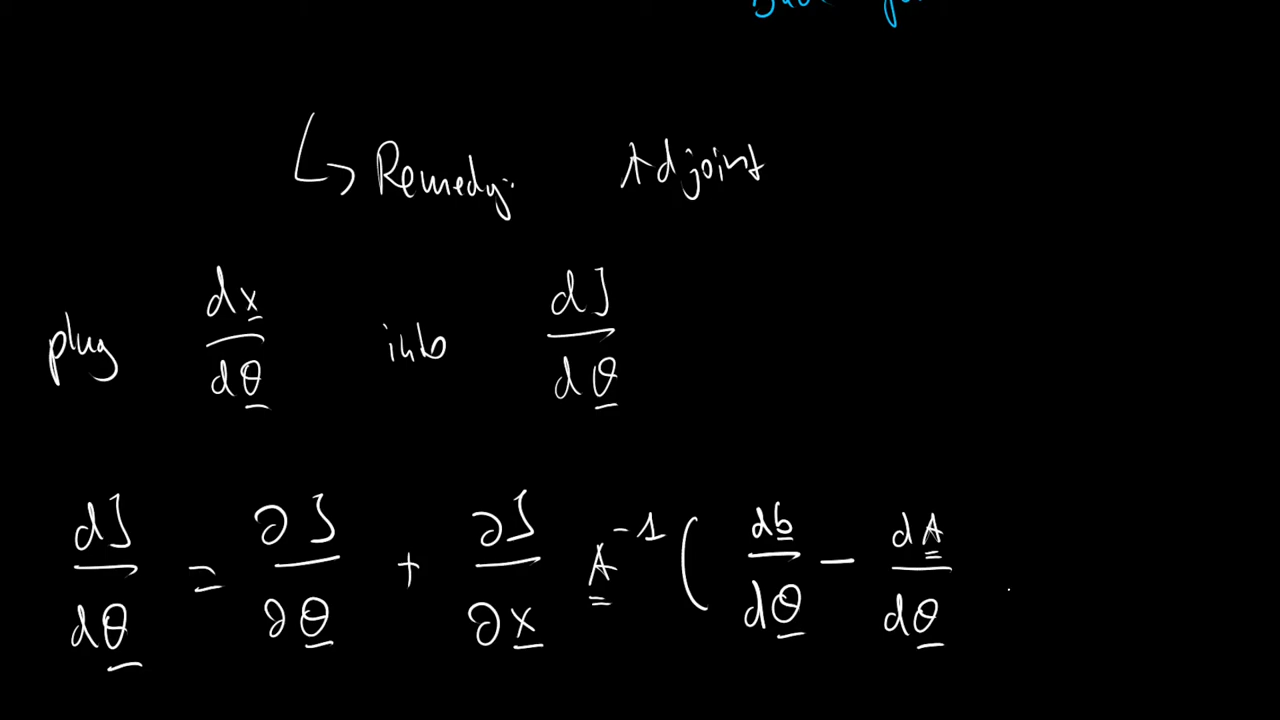 ↳ Remedy: Adjoint
plug dx/dθ into dJ/dθ
dJ/dθ = ∂J/∂θ + ∂J/∂x A⁻¹ ( db/dθ − dA/dθ